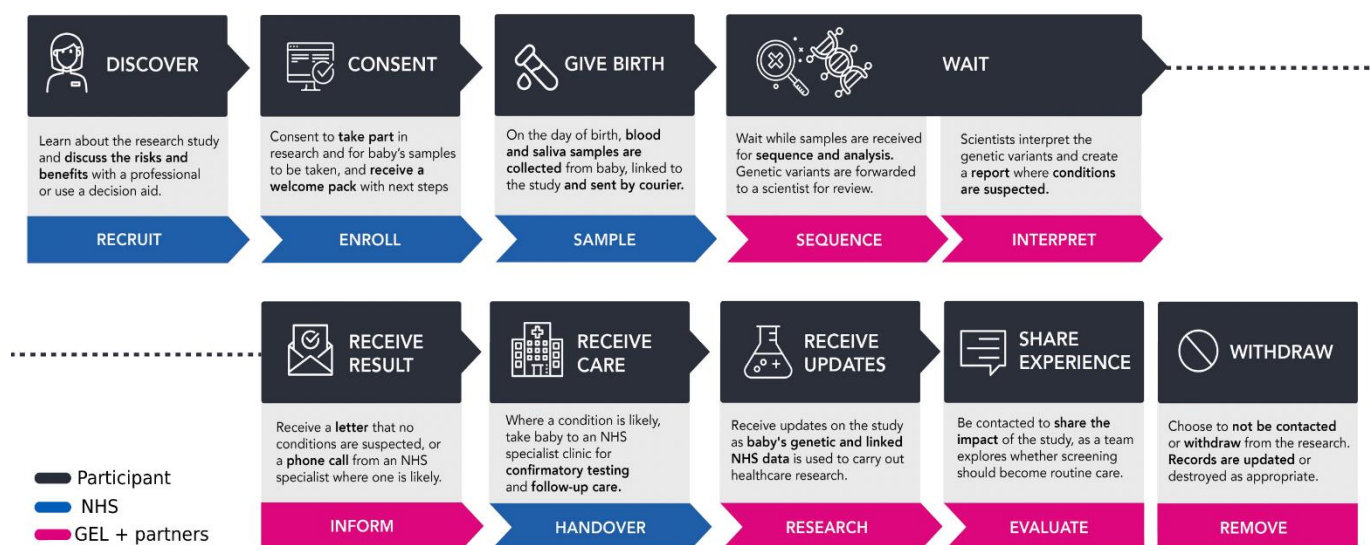 DISCOVER
Learn about the research study
and discuss the risks and
benefits with a professional
or use a decision aid.
RECRUIT
CONSENT
Consent to take part in
research and for baby's samples
to be taken, and receive a
welcome pack with next steps
ENROLL
GIVE BIRTH
On the day of birth, blood
and saliva samples are
collected from baby, linked to
the study and sent by courier.
SAMPLE
WAIT
Wait while samples are received
for sequence and analysis.
Genetic variants are forwarded
to a scientist for review.
SEQUENCE
Scientists interpret the
genetic variants and create
a report where conditions
are suspected.
INTERPRET
RECEIVE
RESULT
Receive a letter that no
conditions are suspected, or
a phone call from an NHS
specialist where one is likely.
INFORM
RECEIVE
CARE
Where a condition is likely,
take baby to an NHS
specialist clinic for
confirmatory testing
and follow-up care.
HANDOVER
RECEIVE
UPDATES
Receive updates on the study
as baby's genetic and linked
NHS data is used to carry out
healthcare research.
RESEARCH
SHARE
EXPERIENCE
Be contacted to share the
impact of the study, as a team
explores whether screening
should become routine care.
EVALUATE
WITHDRAW
Choose to not be contacted
or withdraw from the research.
Records are updated or
destroyed as appropriate.
REMOVE
Participant
NHS
GEL + partners